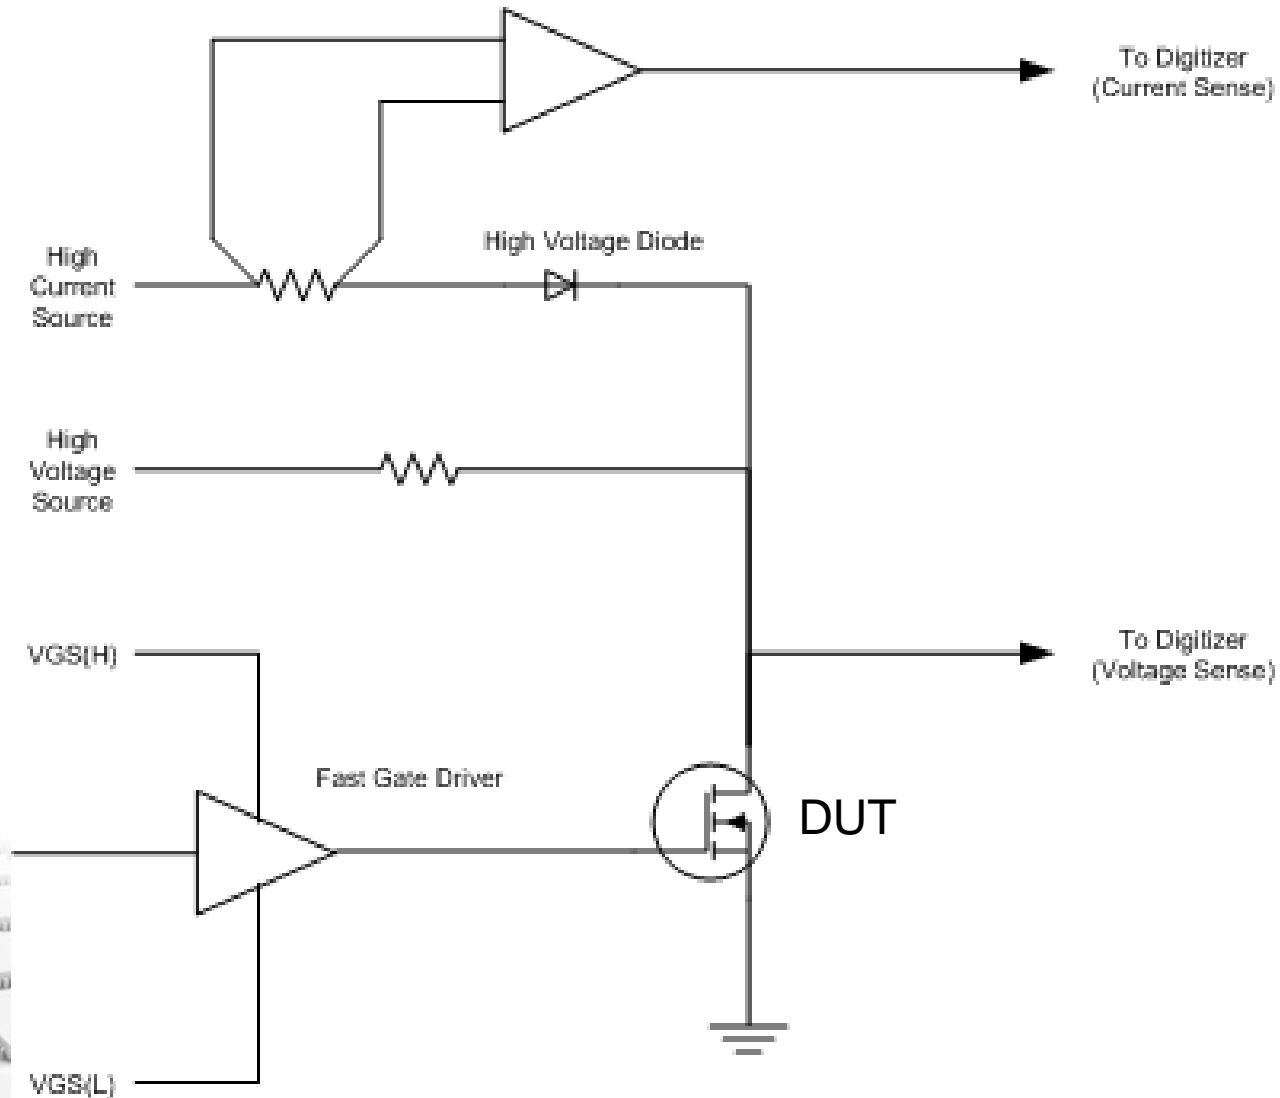 To Digitizer
(Current Sense)
High Voltage Diode
High
Current
Source
High
Voltage
Source
VGS(H)
To Digitizer
(Voltage Sense)
Fast Gate Driver
DUT
VGS(L)